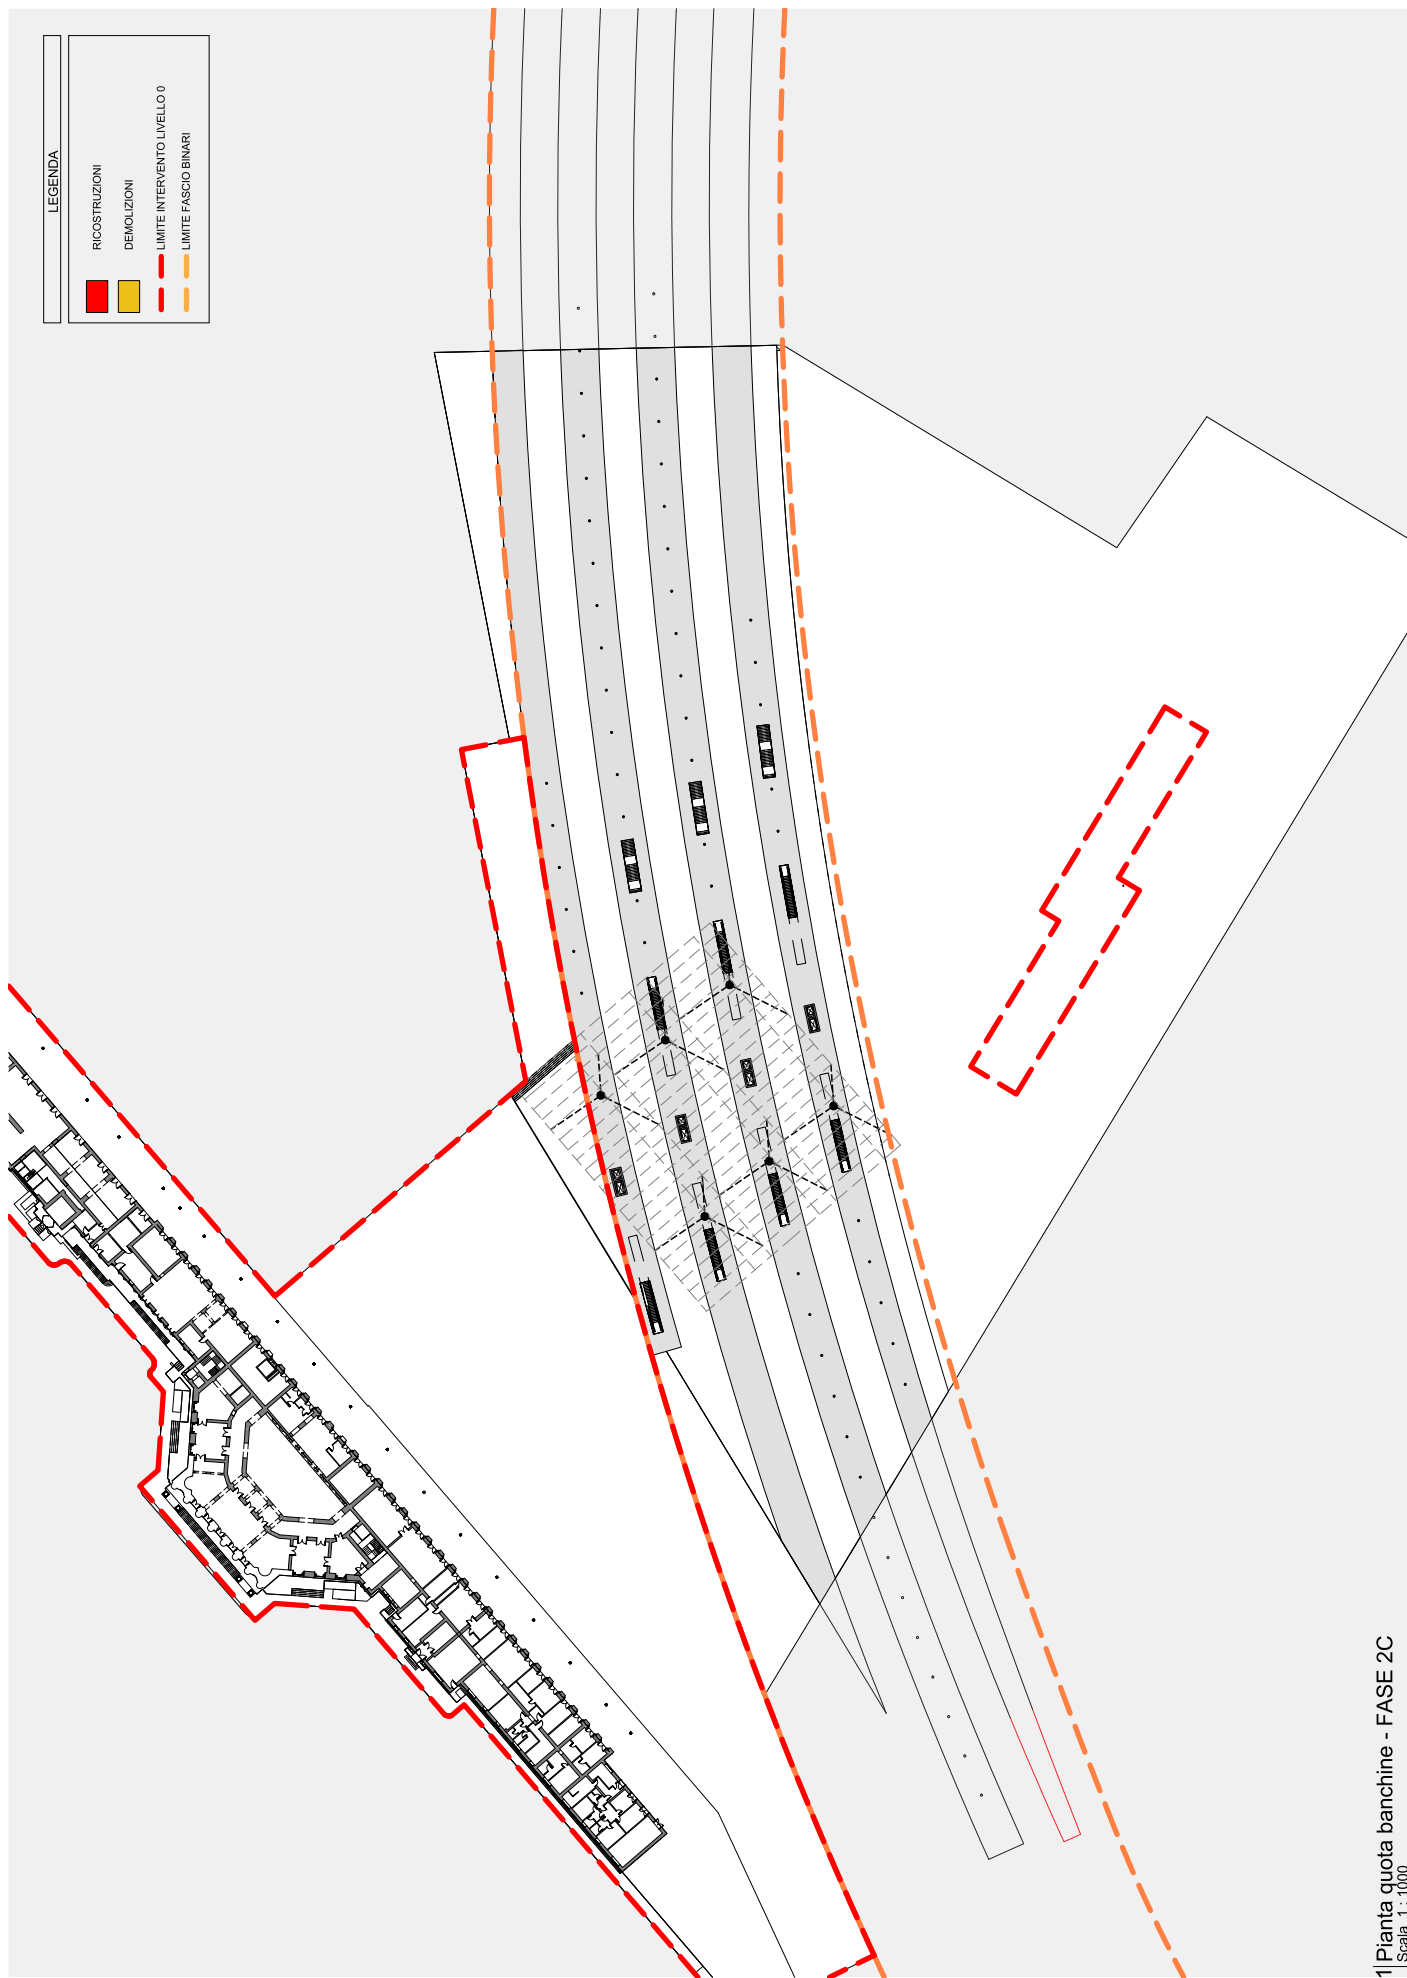 LEGENDA
RICOSTRUZIONI
DEMOLIZIONI
LIMITE INTERVENTO LIVELLO 0
LIMITE FASCIO BINARI
1 Pianta quota banchine - FASE 2C
Scala 1 : 1000